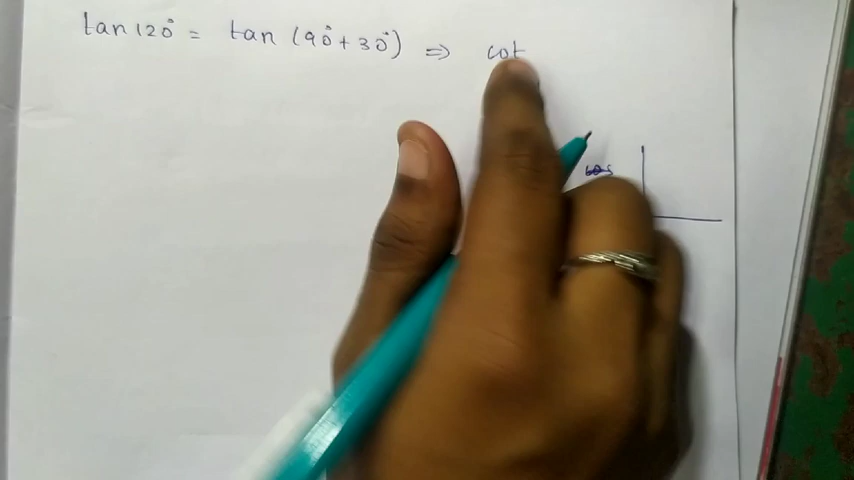 tan 120° = tan (90° + 30°) ⇒ cot